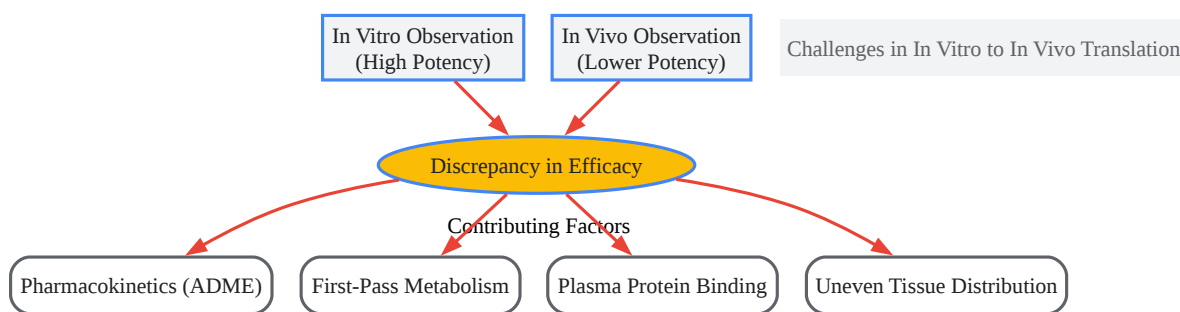 In Vitro Observation
(High Potency)
In Vivo Observation
(Lower Potency)
Challenges in In Vitro to In Vivo Translation
Discrepancy in Efficacy
Contributing Factors
Pharmacokinetics (ADME)
First-Pass Metabolism
Plasma Protein Binding
Uneven Tissue Distribution